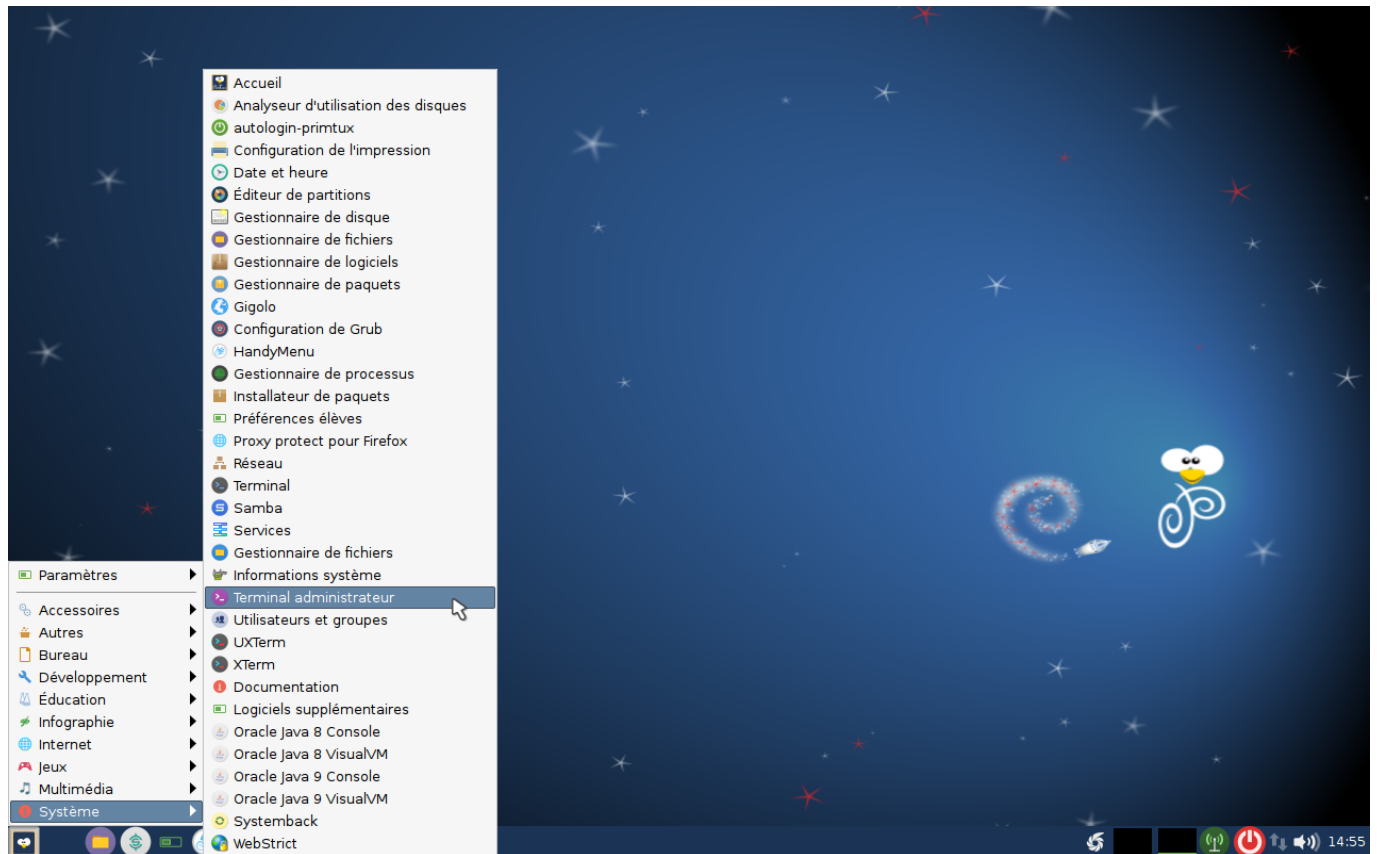 Accueil
Analyseur d'utilisation des disques
autologin-primtux
Configuration de l'impression
Date et heure
Éditeur de partitions
Gestionnaire de disque
Gestionnaire de fichiers
Gestionnaire de logiciels
Gestionnaire de paquets
Gigolo
Configuration de Grub
HandyMenu
Gestionnaire de processus
Installateur de paquets
Préférences élèves
Proxy protect pour Firefox
Réseau
Terminal
Samba
Services
Gestionnaire de fichiers
Informations système
Terminal administrateur
Utilisateurs et groupes
UXTerm
XTerm
Documentation
Logiciels supplémentaires
Oracle Java 8 Console
Oracle Java 8 VisualVM
Oracle Java 9 Console
Oracle Java 9 VisualVM
Systemback
WebStrict
Paramètres
Accessoires
Autres
Bureau
Développement
Éducation
Infographie
Internet
Jeux
Multimédia
Système
14:55